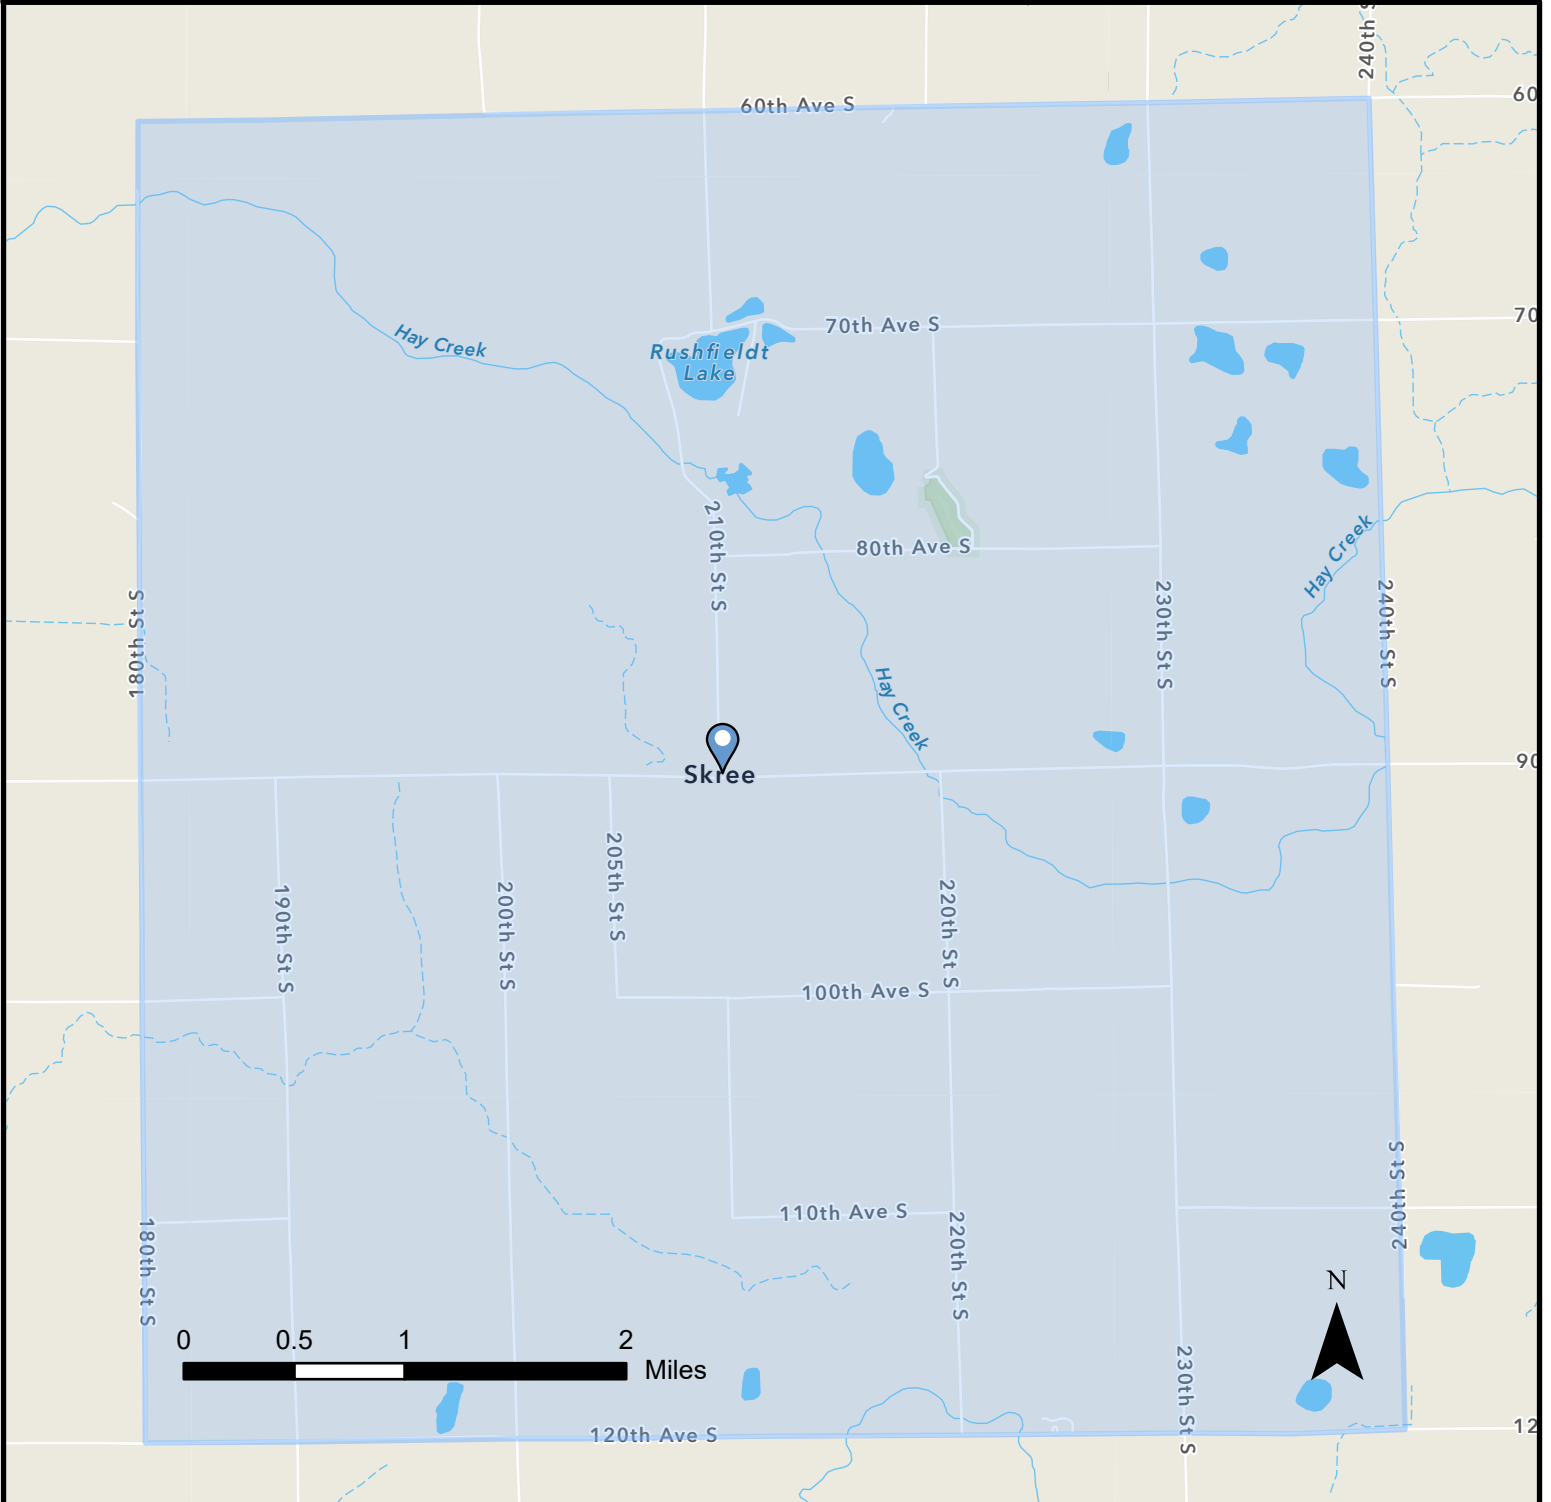 240th S
60th Ave S
60
70th Ave S
70
Hay Creek
Rushfieldt
Lake
210th St S
80th Ave S
Hay Creek
180th St S
230th St S
240th St S
Hay Creek
Skree
90
205th St S
190th St S
200th St S
220th St S
100th Ave S
240th St S
110th Ave S
180th St S
220th St S
N
0 0.5 1 2
Miles
230th St S
120th Ave S
12